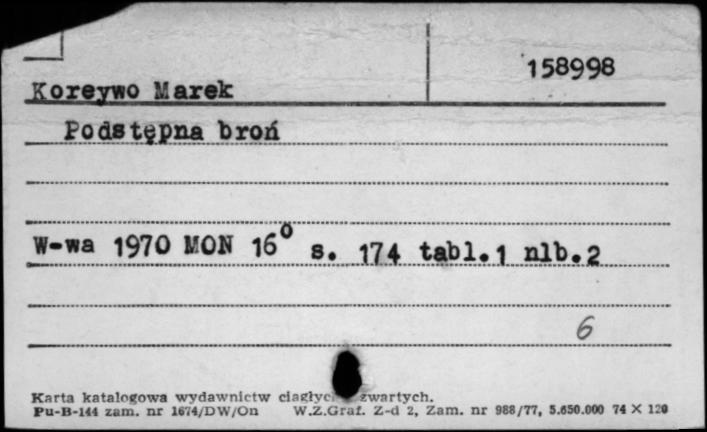 158998
Koreywo Marek
Podstępna broń
W-wa 1970 MON 16° s. 174 tabl.1 nlb.2
6
Karta katalogowa wydawnictw zwartych.
Pu-B-144 zam. nr 1674/DW/On W.Z.Graf. Z-d 2, Zam. nr 988/77, 5.650.000 74 X 120